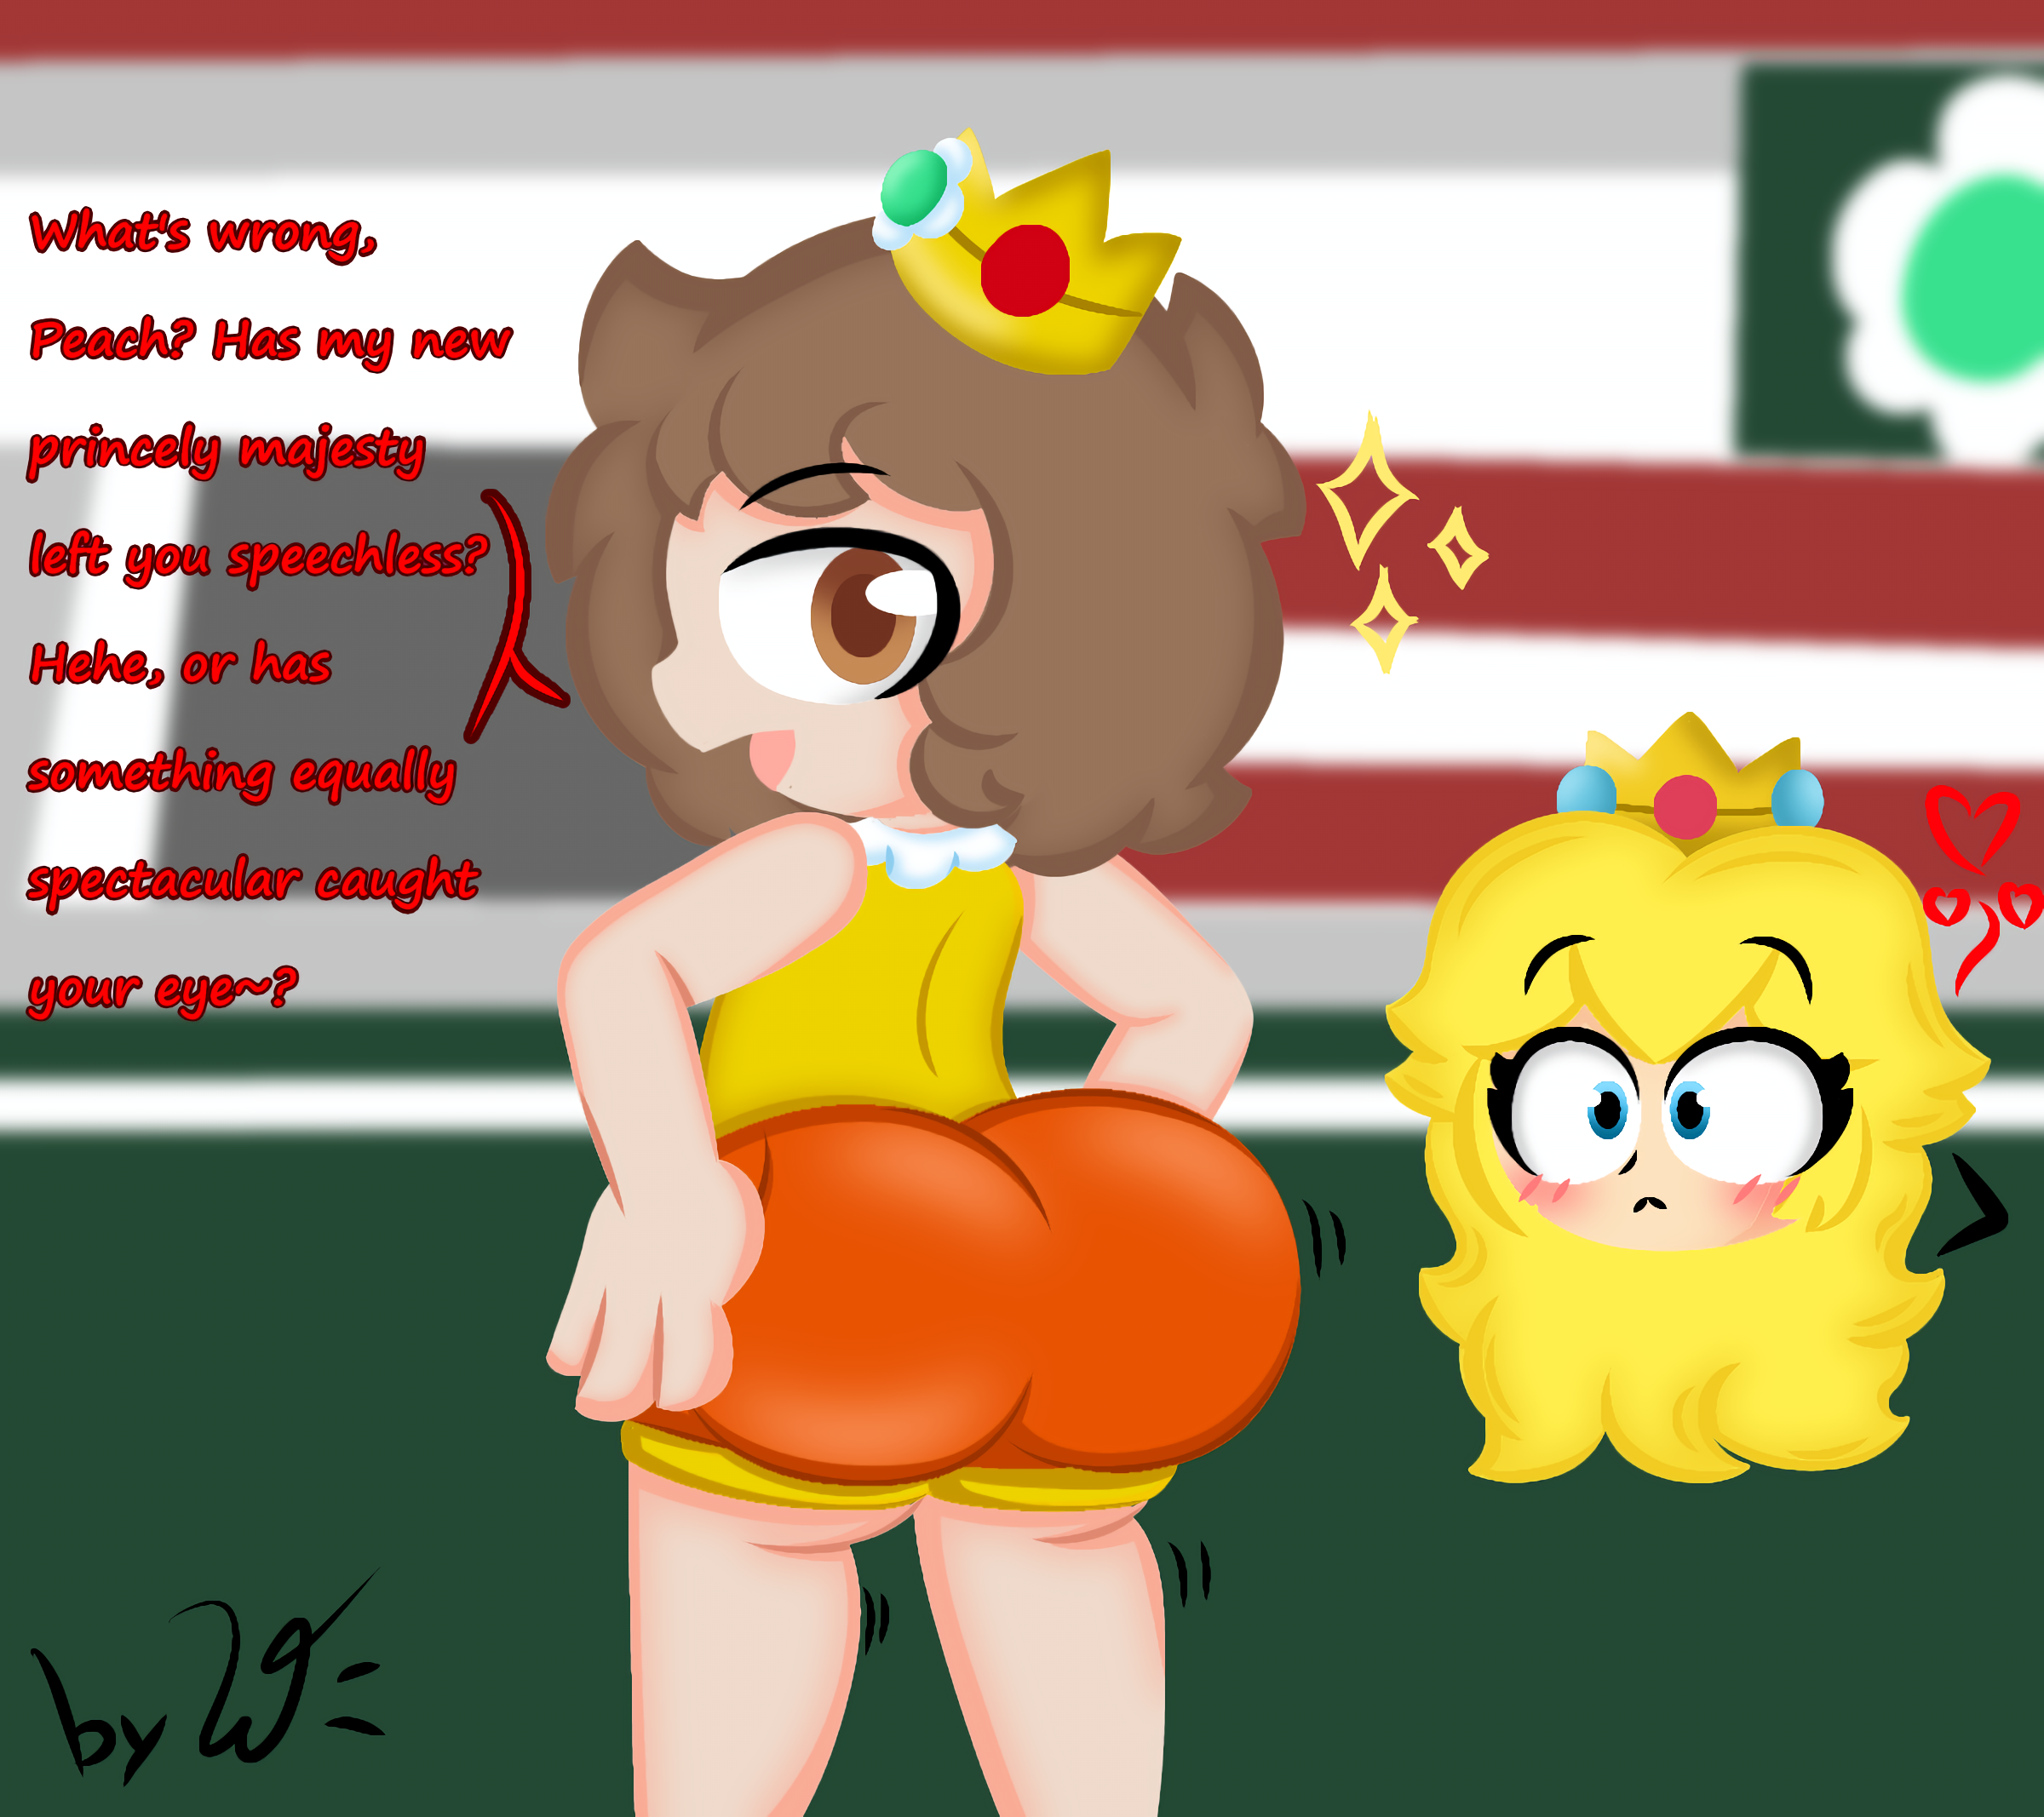 What's wrong,
Peach? Has my new
princely majesty
left you speechless?
Hehe, or has
something equally
spectacular caught
your eye~?
by